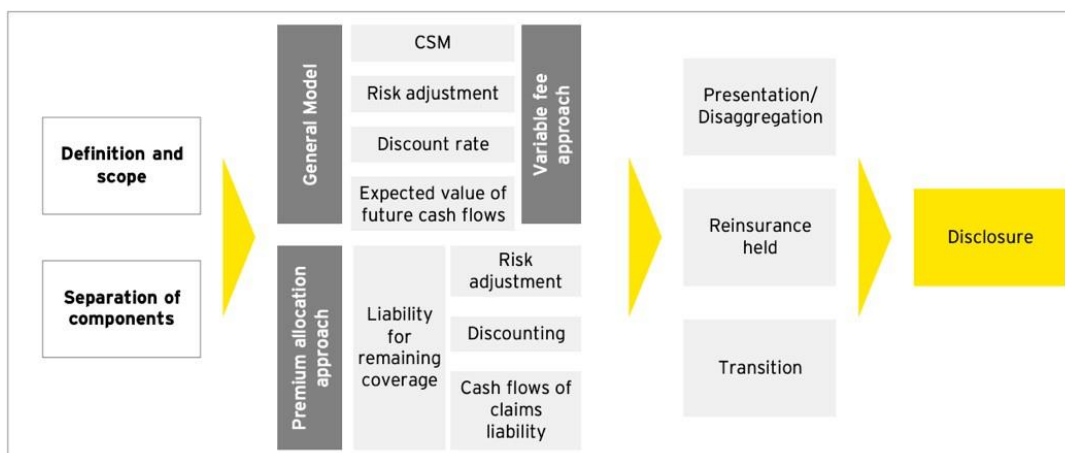 Definition and
scope
Separation of
components
General Model
CSM
Risk adjustment
Discount rate
Expected value of
future cash flows
Variable fee
approach
Premium allocation
approach
Liability
for
remaining
coverage
Risk
adjustment
Discounting
Cash flows of
claims
liability
Presentation/
Disaggregation
Reinsurance
held
Transition
Disclosure